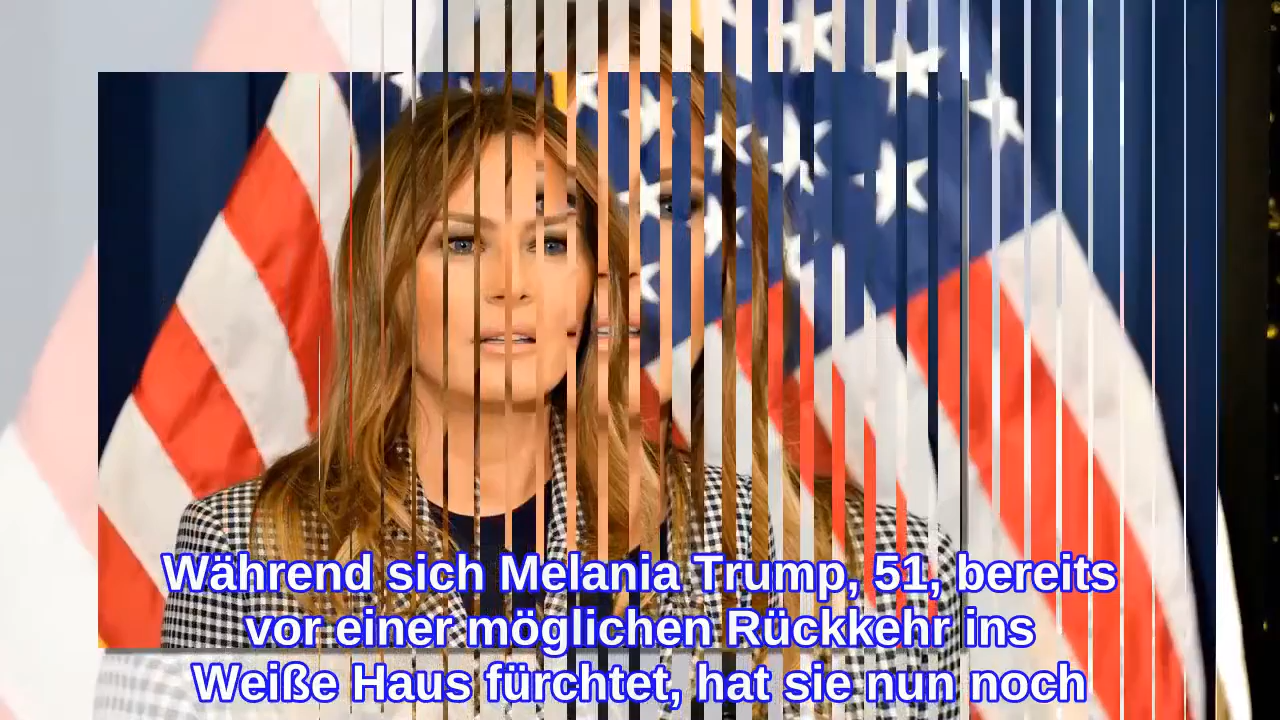 Während sich Melania Trump, 51, bereits
vor einer möglichen Rückkehr ins
Weiße Haus fürchtet, hat sie nun noch